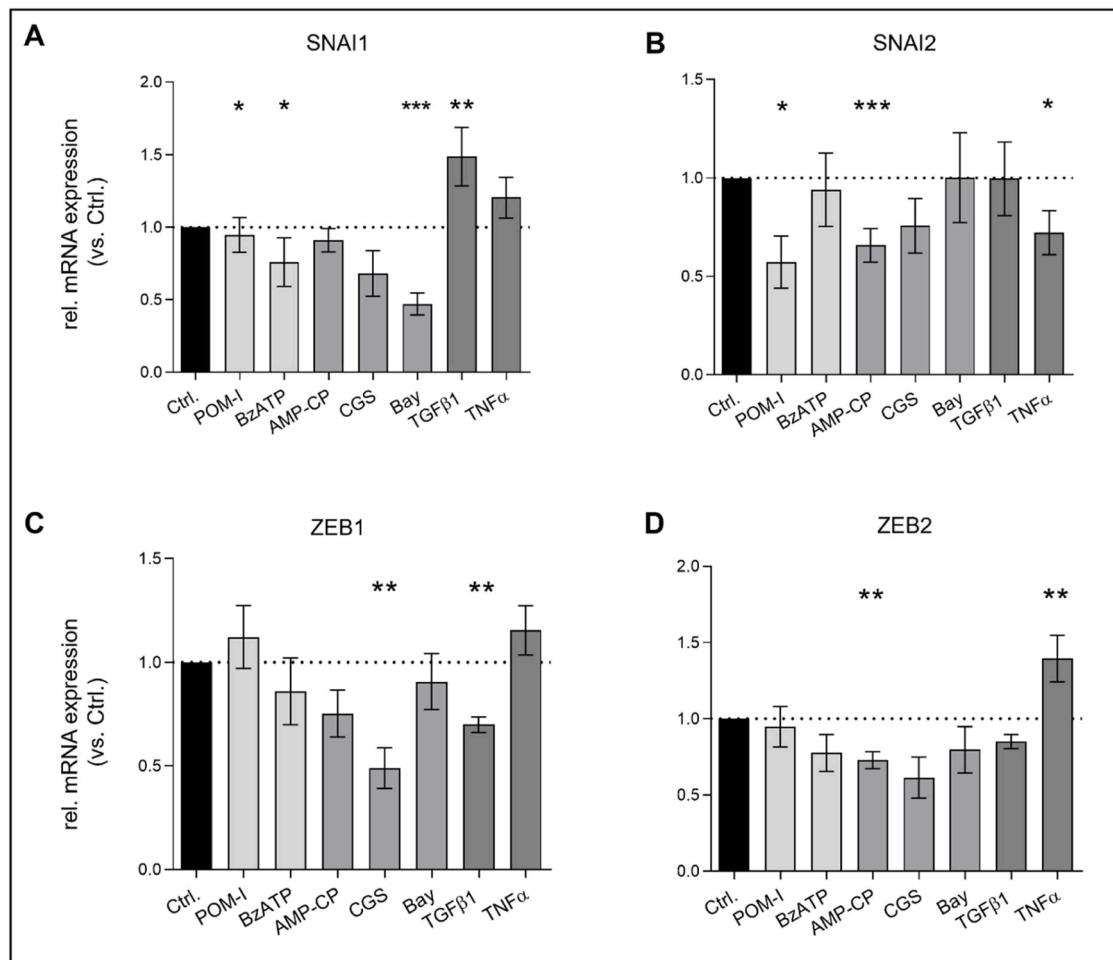 A
SNAI1
rel. mRNA expression
(vs. Ctrl.)
2.0
1.5
1.0
0.5
0.0
* * *** **
Ctrl.
POM-I
BzATP
AMP-CP
CGS
Bay
TGFβ1
TNFα
B
SNAI2
1.5
1.0
0.5
0.0
* *** *
Ctrl.
POM-I
BzATP
AMP-CP
CGS
Bay
TGFβ1
TNFα
C
ZEB1
rel. mRNA expression
(vs. Ctrl.)
1.5
1.0
0.5
0.0
** **
Ctrl.
POM-I
BzATP
AMP-CP
CGS
Bay
TGFβ1
TNFα
D
ZEB2
2.0
1.5
1.0
0.5
0.0
** **
Ctrl.
POM-I
BzATP
AMP-CP
CGS
Bay
TGFβ1
TNFα